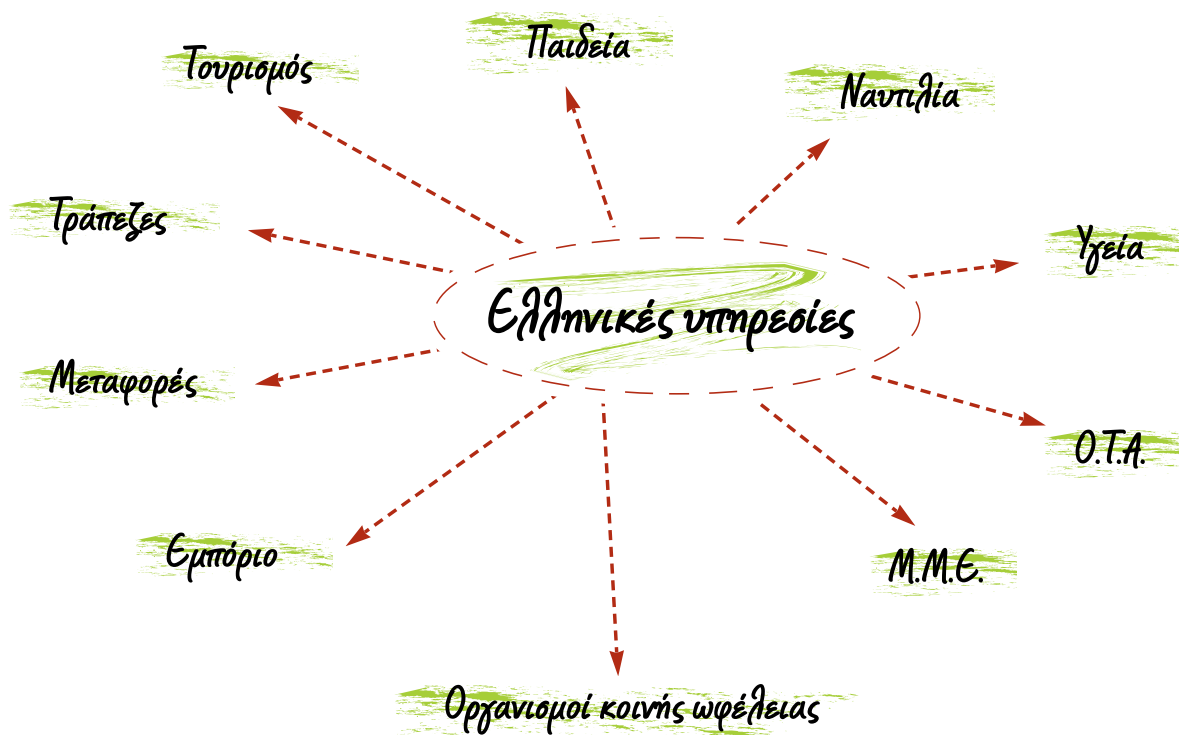 Παιδεία
Τουρισμός
Ναυτιλία
Τράπεζες
Υγεία
Ελληνικές υπηρεσίες
Μεταφορές
Ο.Τ.Α.
Εμπόριο
Μ.Μ.Ε.
Οργανισμοί κοινής ωφέλειας